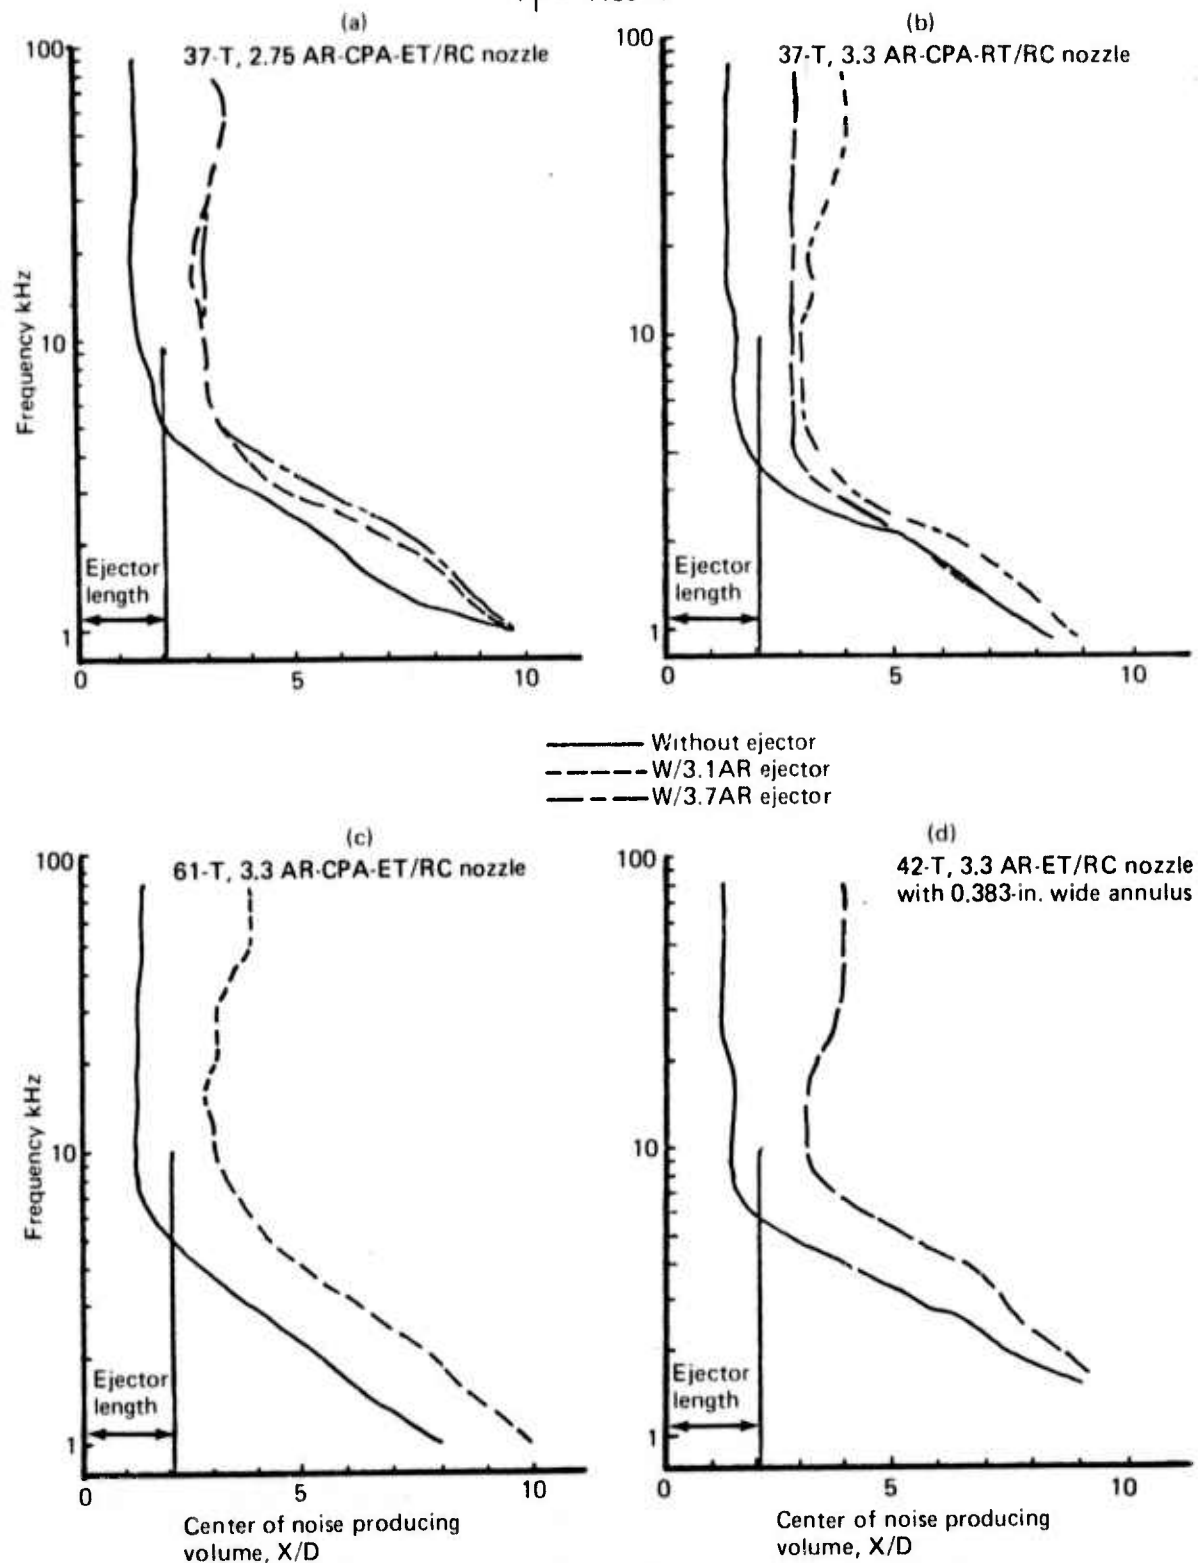 (a)
37-T, 2.75 AR-CPA-ET/RC nozzle
100
10
1
Frequency kHz
Ejector
length
0
5
10
(b)
37-T, 3.3 AR-CPA-RT/RC nozzle
100
10
1
Ejector
length
0
5
10
Without ejector
W/3.1AR ejector
W/3.7AR ejector
(c)
61-T, 3.3 AR-CPA-ET/RC nozzle
100
10
1
Frequency kHz
Ejector
length
0
5
10
Center of noise producing
volume, X/D
(d)
42-T, 3.3 AR-ET/RC nozzle
with 0.383-in. wide annulus
100
10
1
Ejector
length
0
5
10
Center of noise producing
volume, X/D